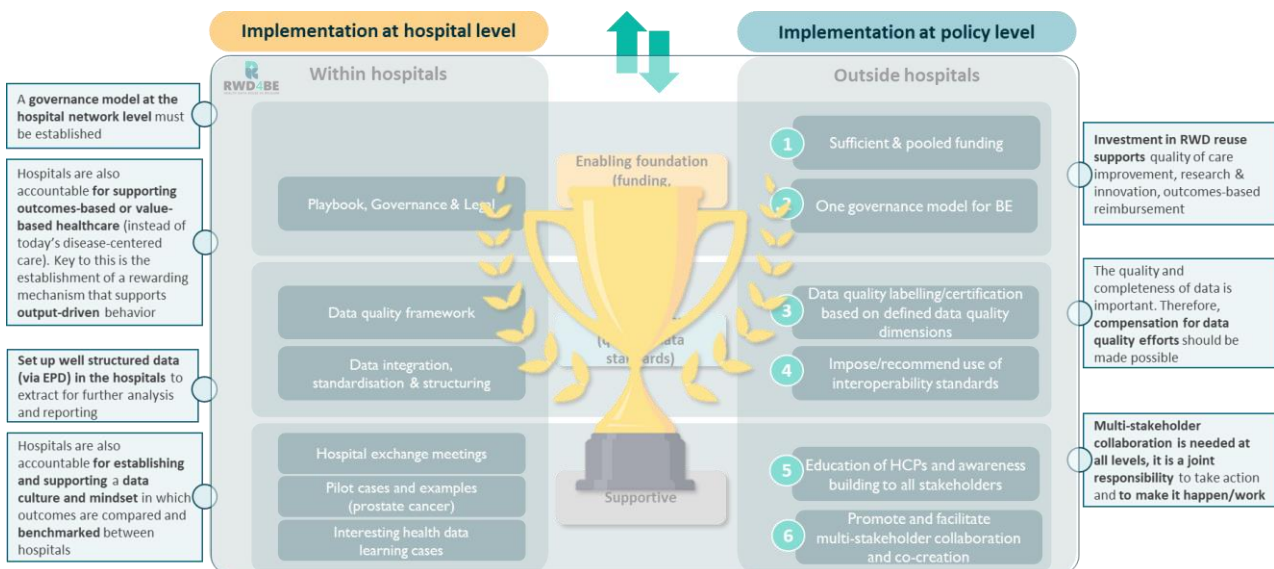 Implementation at hospital level
Implementation at policy level
RWD4BE
Within hospitals
Outside hospitals
A governance model at the
hospital network level must
be established
Hospitals are also
accountable for supporting
outcomes-based or value-
based healthcare (instead of
today's disease-centered
care). Key to this is the
establishment of a rewarding
mechanism that supports
output-driven behavior
Set up well structured data
(via EPD) in the hospitals to
extract for further analysis
and reporting
Hospitals are also
accountable for establishing
and supporting a data
culture and mindset in which
outcomes are compared and
benchmarked between
hospitals
Playbook, Governance & Legal
Data quality framework
Data integration,
standardisation & structuring
Hospital exchange meetings
Pilot cases and examples
(prostate cancer)
Interesting health data
learning cases
Enabling foundation
(funding,
standards)
Supportive
1
Sufficient & pooled funding
2
One governance model for BE
3
Data quality labelling/certification
based on defined data quality
dimensions
4
Impose/recommend use of
interoperability standards
5
Education of HCPs and awareness
building to all stakeholders
6
Promote and facilitate
multi-stakeholder collaboration
and co-creation
Investment in RWD reuse
supports quality of care
improvement, research &
innovation, outcomes-based
reimbursement
The quality and
completeness of data is
important. Therefore,
compensation for data
quality efforts should be
made possible
Multi-stakeholder
collaboration is needed at
all levels, it is a joint
responsibility to take action
and to make it happen/work